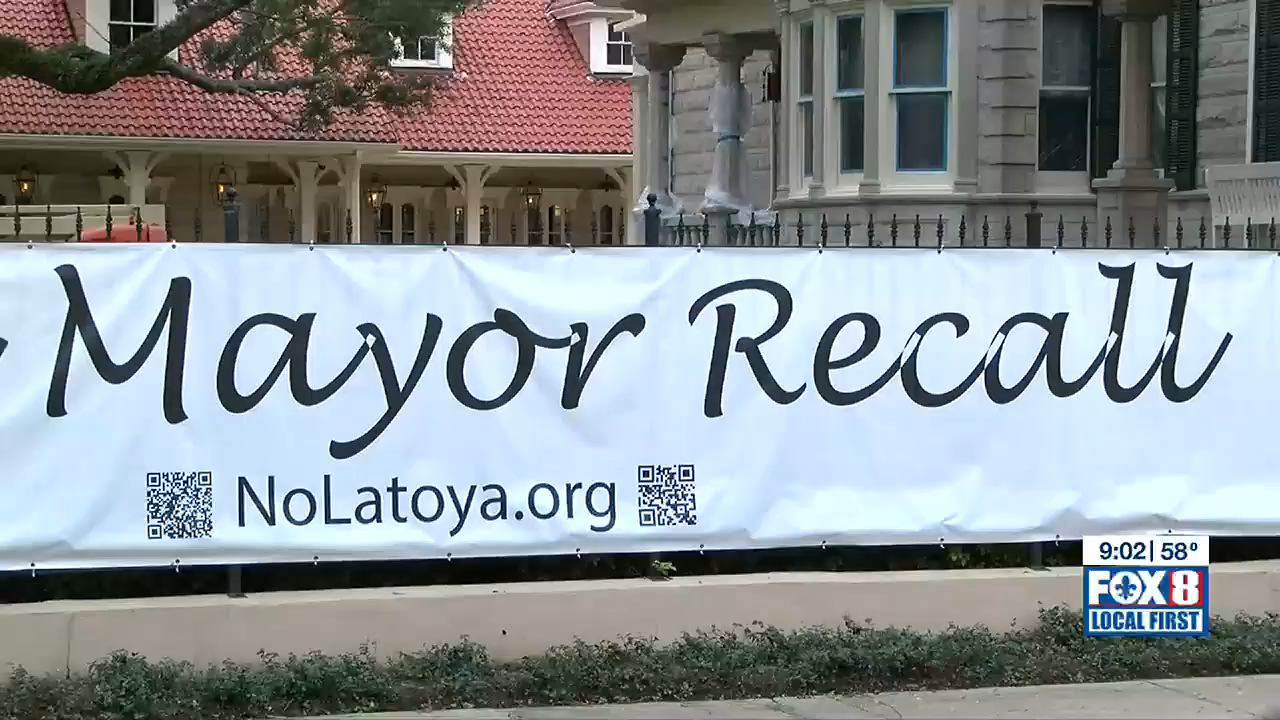 Mayor Recall
NoLatoya.org
9:02 | 58°
FOX 8
LOCAL FIRST